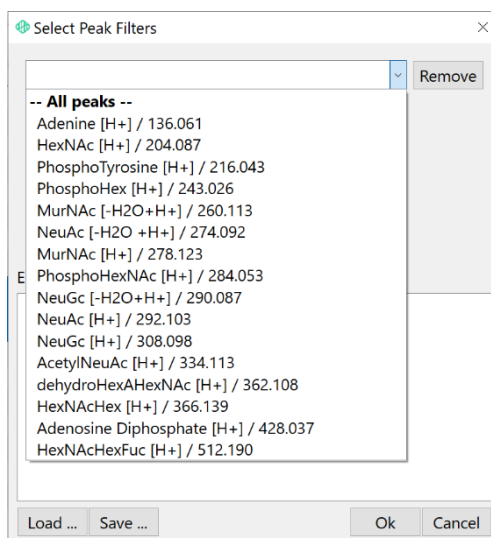 Select Peak Filters
Remove
-- All peaks --
Adenine [H+] / 136.061
HexNAc [H+] / 204.087
PhosphoTyrosine [H+] / 216.043
PhosphoHex [H+] / 243.026
MurNAc [-H2O+H+] / 260.113
NeuAc [-H2O +H+] / 274.092
MurNAc [H+] / 278.123
PhosphoHexNAc [H+] / 284.053
NeuGc [-H2O+H+] / 290.087
NeuAc [H+] / 292.103
NeuGc [H+] / 308.098
AcetylNeuAc [H+] / 334.113
dehydroHexAHexNAc [H+] / 362.108
HexNAcHex [H+] / 366.139
Adenosine Diphosphate [H+] / 428.037
HexNAcHexFuc [H+] / 512.190
Load ... Save ... Ok Cancel